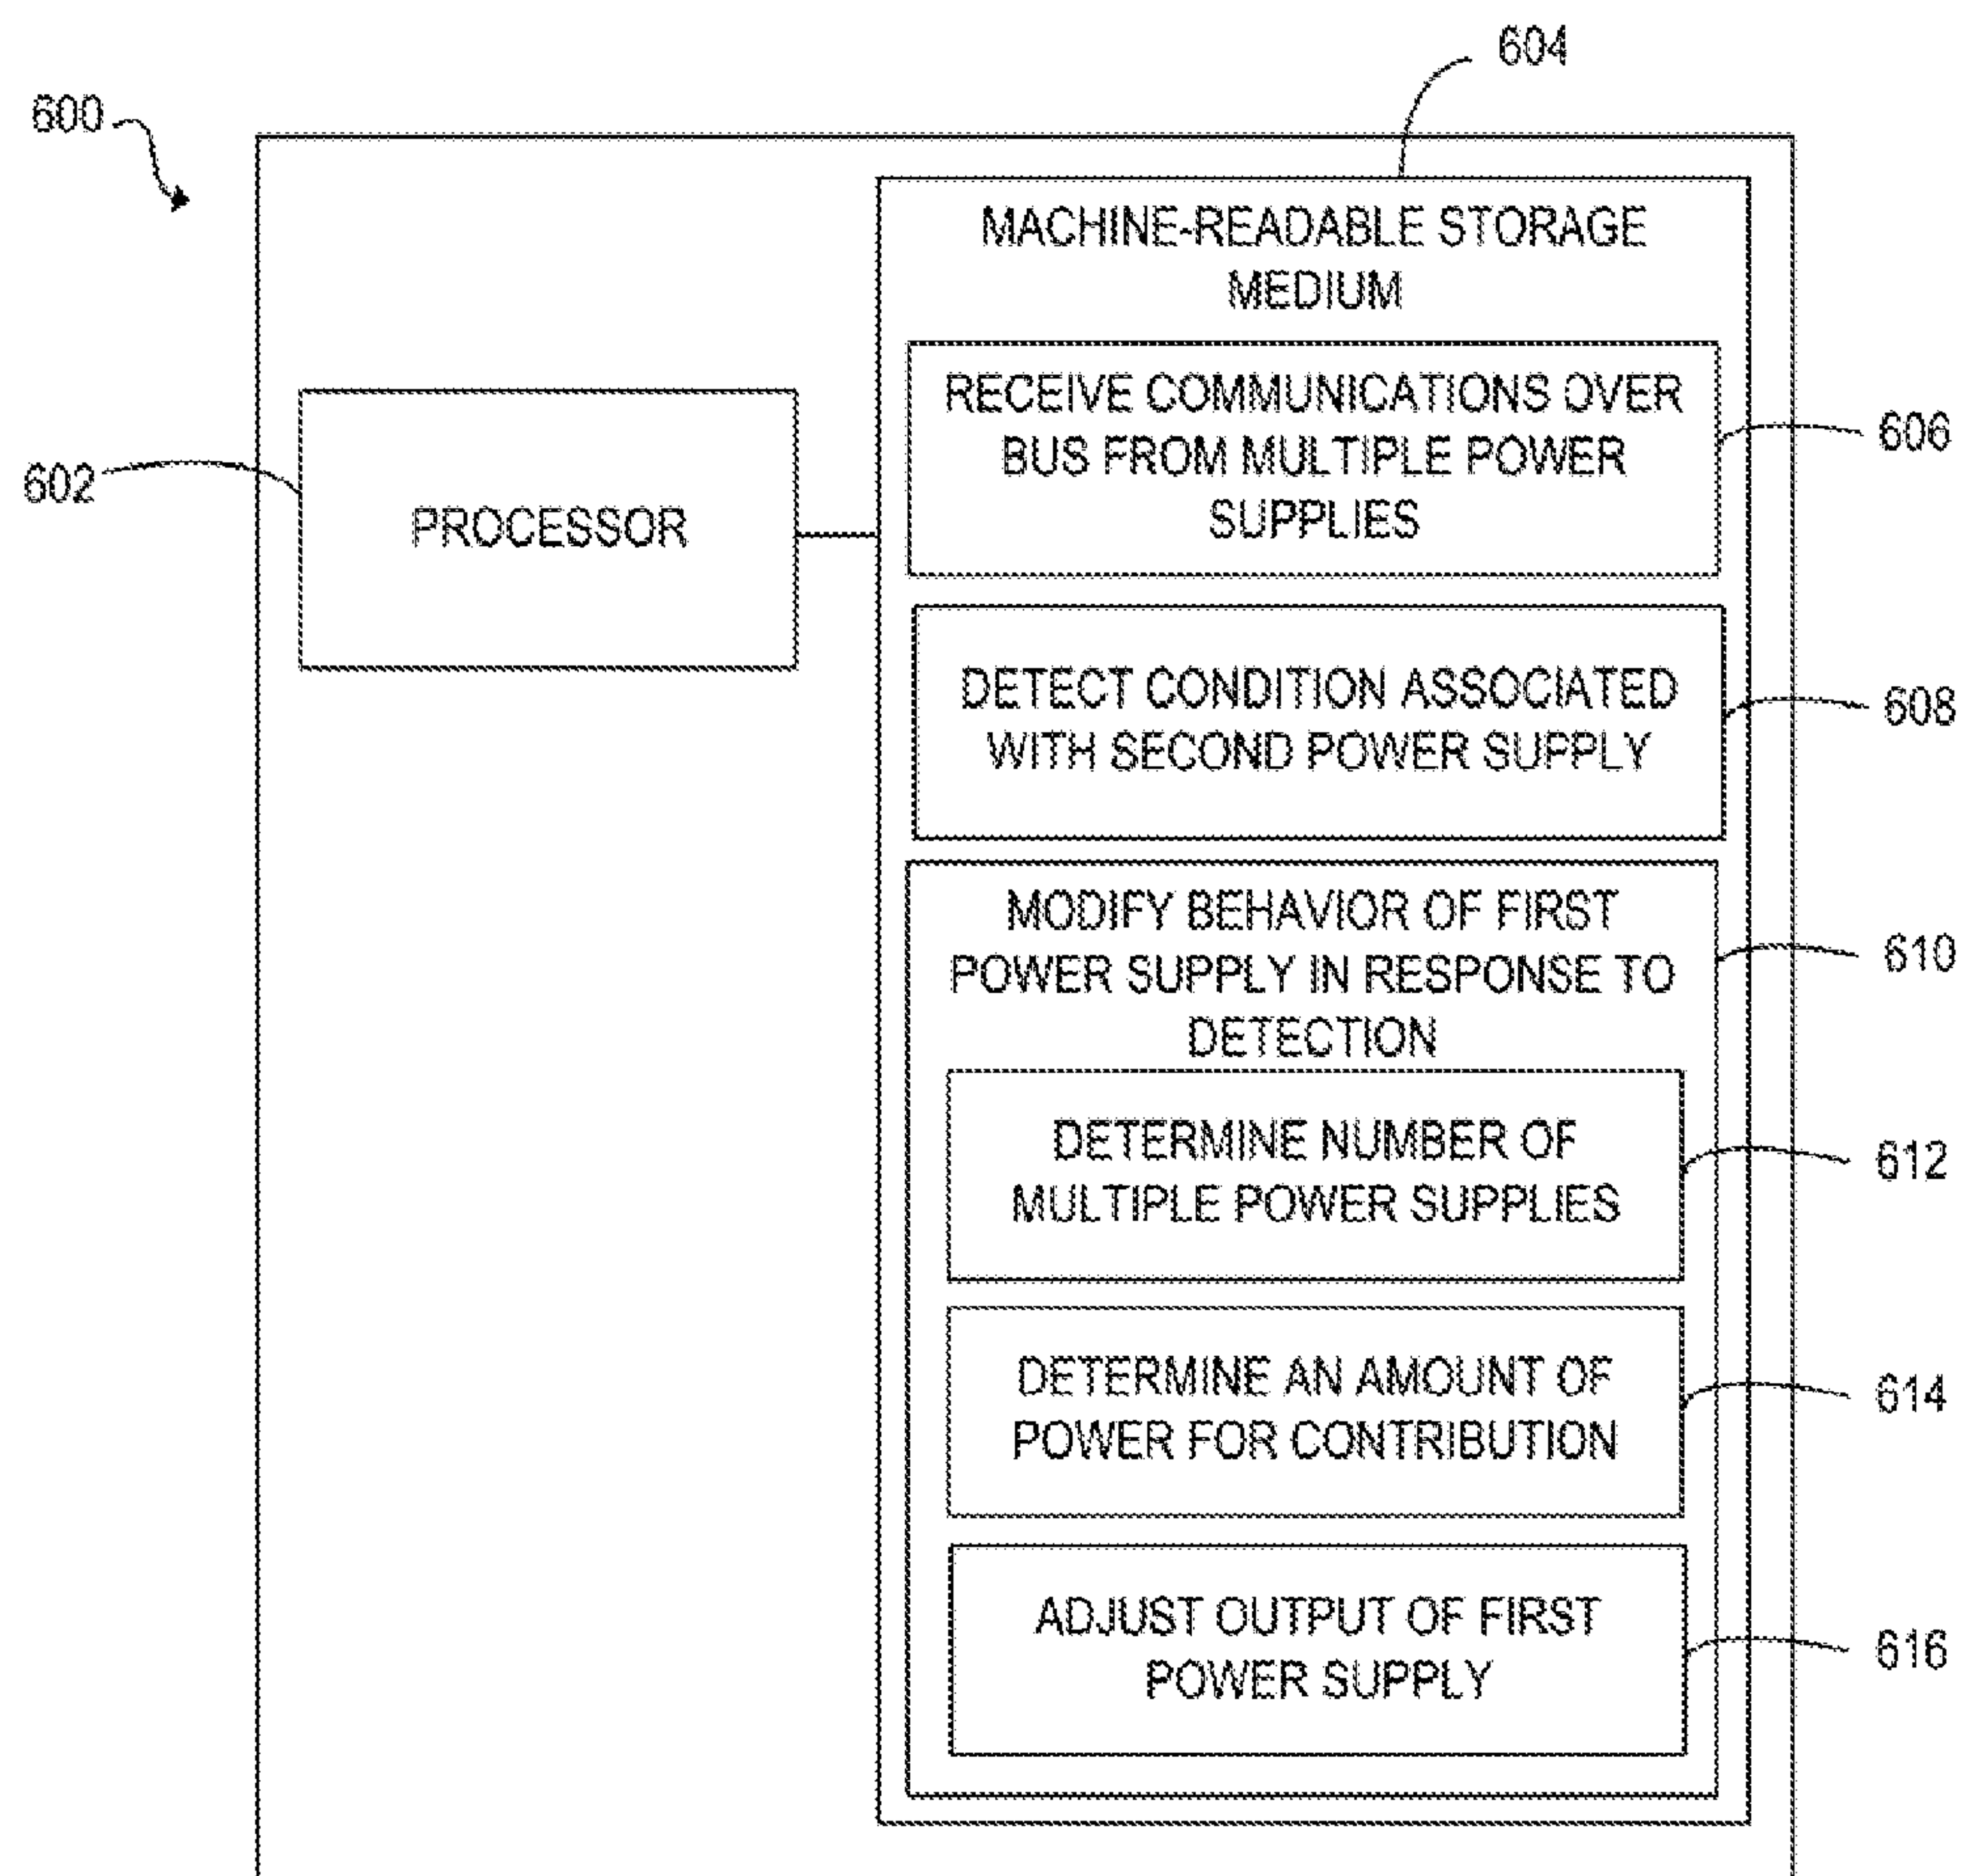 604
600
MACHINE-READABLE STORAGE
MEDIUM
RECEIVE COMMUNICATIONS OVER
BUS FROM MULTIPLE POWER
SUPPLIES
606
602
PROCESSOR
DETECT CONDITION ASSOCIATED
WITH SECOND POWER SUPPLY
608
MODIFY BEHAVIOR OF FIRST
POWER SUPPLY IN RESPONSE TO
DETECTION
610
DETERMINE NUMBER OF
MULTIPLE POWER SUPPLIES
612
DETERMINE AN AMOUNT OF
POWER FOR CONTRIBUTION
614
ADJUST OUTPUT OF FIRST
POWER SUPPLY
616